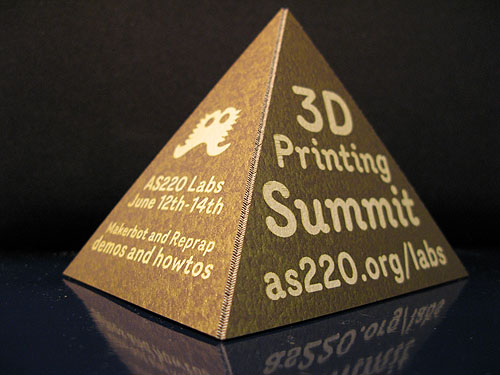 AS220 Labs
June 12th-14th
Makerbot and Reprap
demos and howtos
3D
Printing
Summit
as220.org/labs